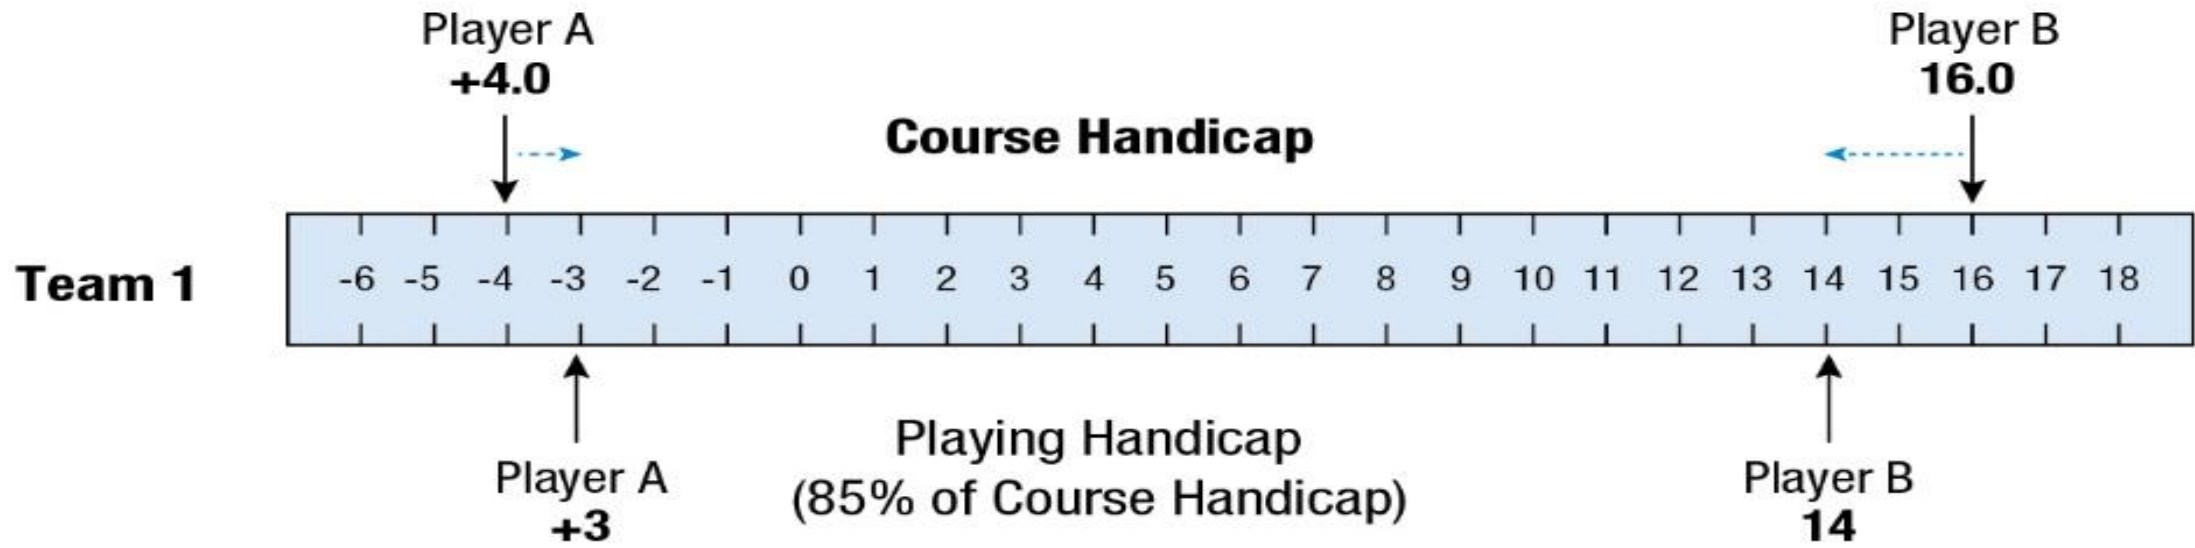 Player A
+4.0
Player B
16.0
Course Handicap
Team 1
-6 -5 -4 -3 -2 -1 0 1 2 3 4 5 6 7 8 9 10 11 12 13 14 15 16 17 18
Player A
+3
Playing Handicap
(85% of Course Handicap)
Player B
14